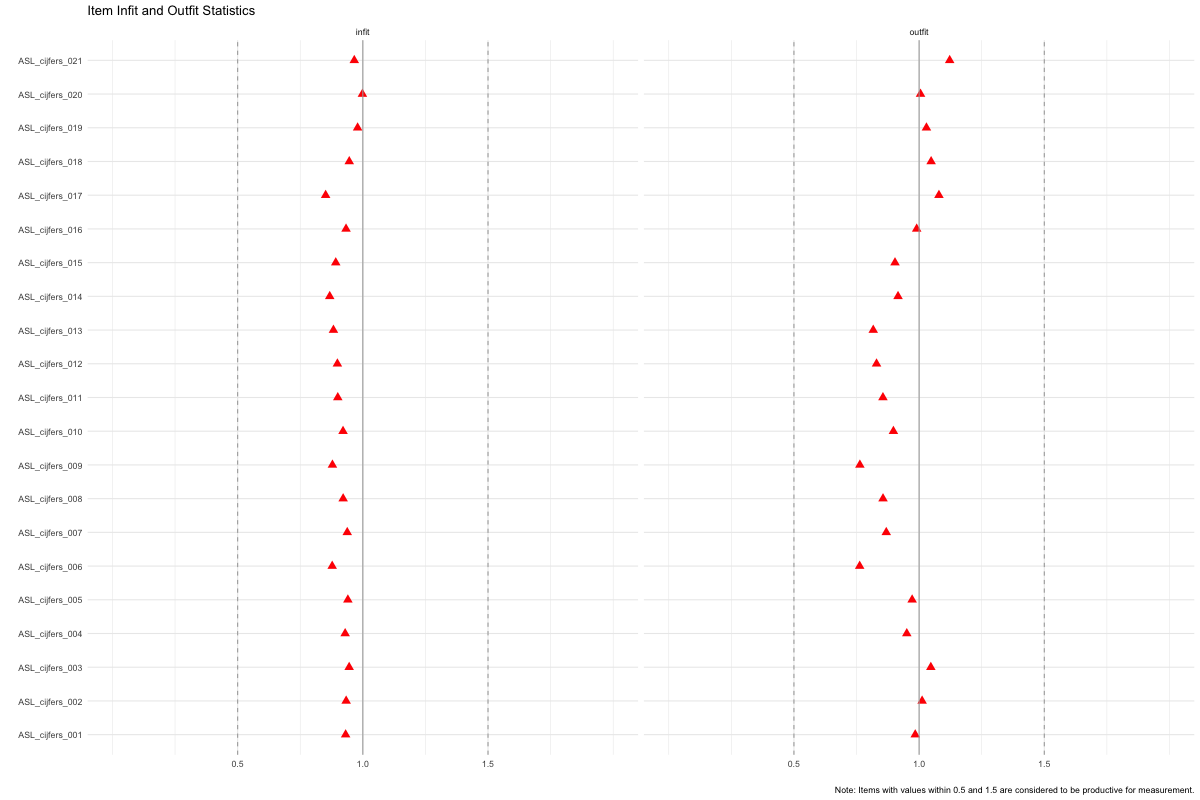 Item Infit and Outfit Statistics
infit outfit
ASL_cijfers_021
ASL_cijfers_020
ASL_cijfers_019
ASL_cijfers_018
ASL_cijfers_017
ASL_cijfers_016
ASL_cijfers_015
ASL_cijfers_014
ASL_cijfers_013
ASL_cijfers_012
ASL_cijfers_011
ASL_cijfers_010
ASL_cijfers_009
ASL_cijfers_008
ASL_cijfers_007
ASL_cijfers_006
ASL_cijfers_005
ASL_cijfers_004
ASL_cijfers_003
ASL_cijfers_002
ASL_cijfers_001
0.5 1.0 1.5 0.5 1.0 1.5
Note: Items with values within 0.5 and 1.5 are considered to be productive for measurement.